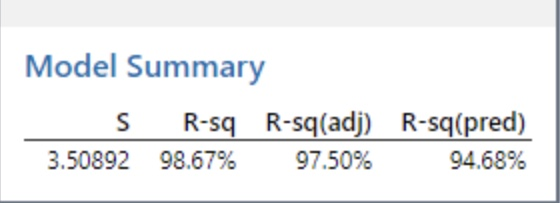 Model Summary
S R-sq R-sq(adj) R-sq(pred)
3.50892 98.67% 97.50% 94.68%